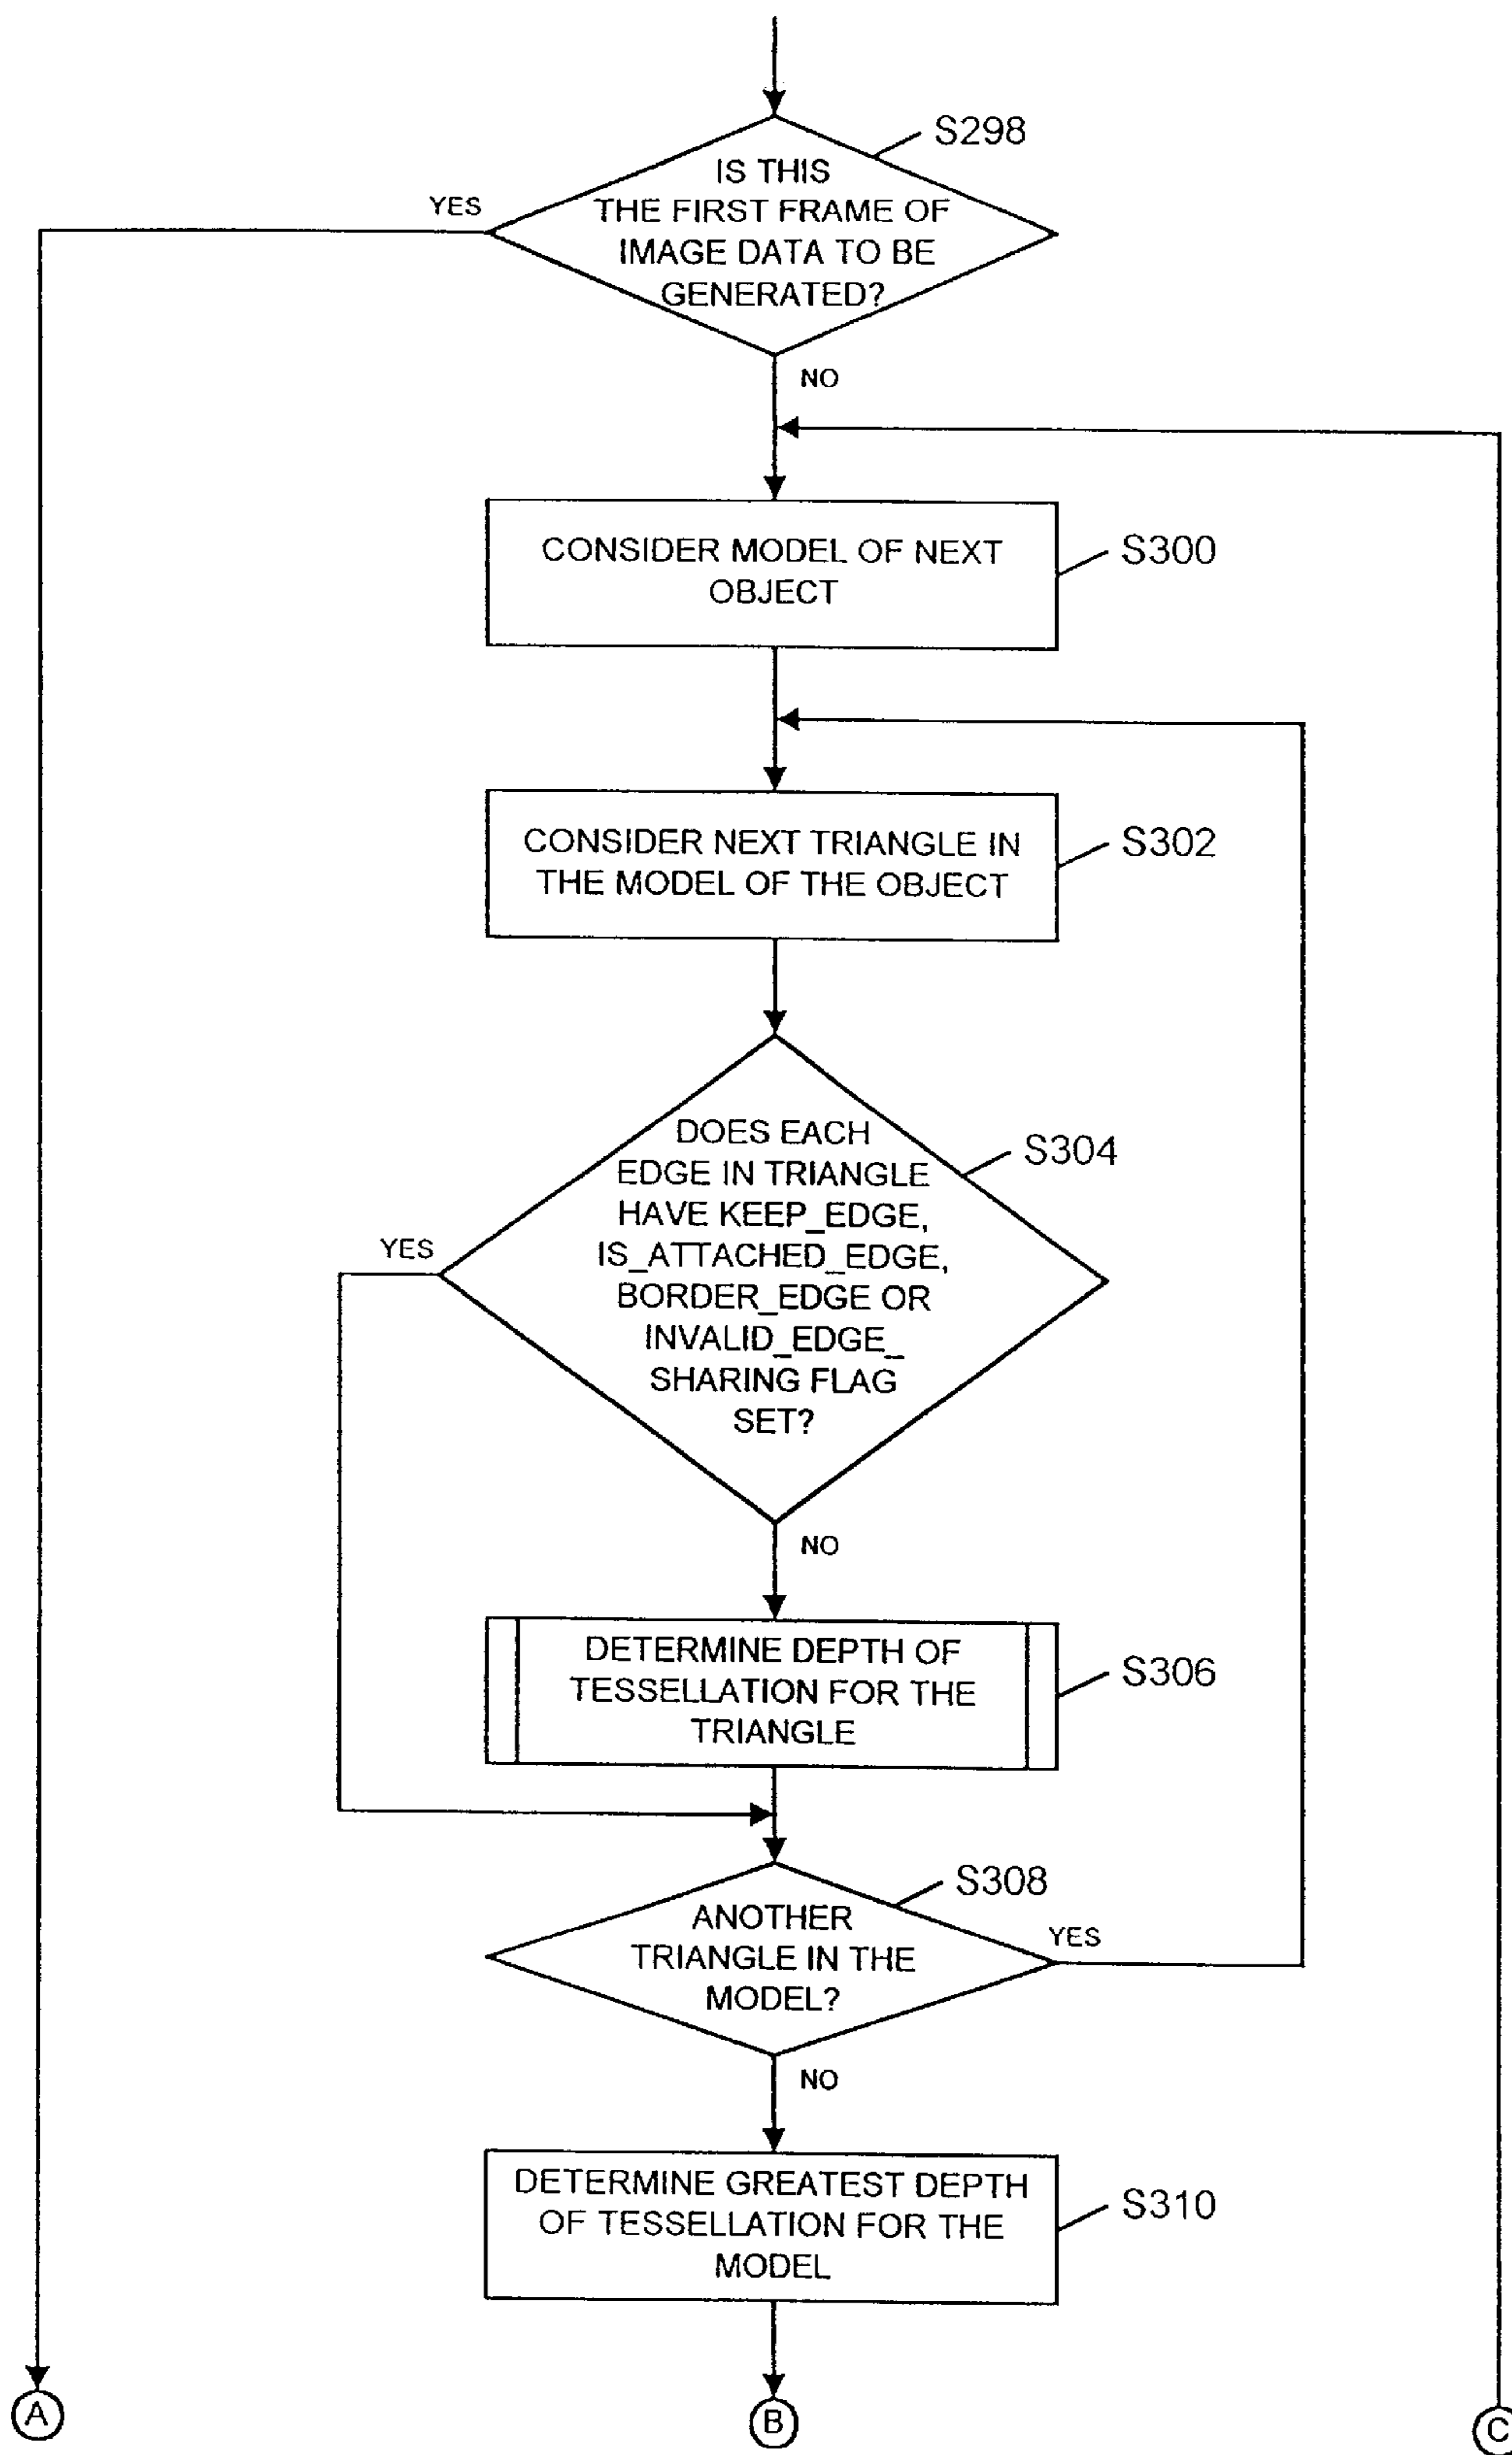 S298
IS THIS
THE FIRST FRAME OF
IMAGE DATA TO BE
GENERATED?
YES
NO
CONSIDER MODEL OF NEXT
OBJECT
S300
CONSIDER NEXT TRIANGLE IN
THE MODEL OF THE OBJECT
S302
DOES EACH
EDGE IN TRIANGLE
HAVE KEEP_EDGE,
IS_ATTACHED_EDGE,
BORDER_EDGE OR
INVALID_EDGE_
SHARING FLAG
SET?
S304
YES
NO
DETERMINE DEPTH OF
TESSELLATION FOR THE
TRIANGLE
S306
S308
ANOTHER
TRIANGLE IN THE
MODEL?
YES
NO
DETERMINE GREATEST DEPTH
OF TESSELLATION FOR THE
MODEL
S310
A
B
C